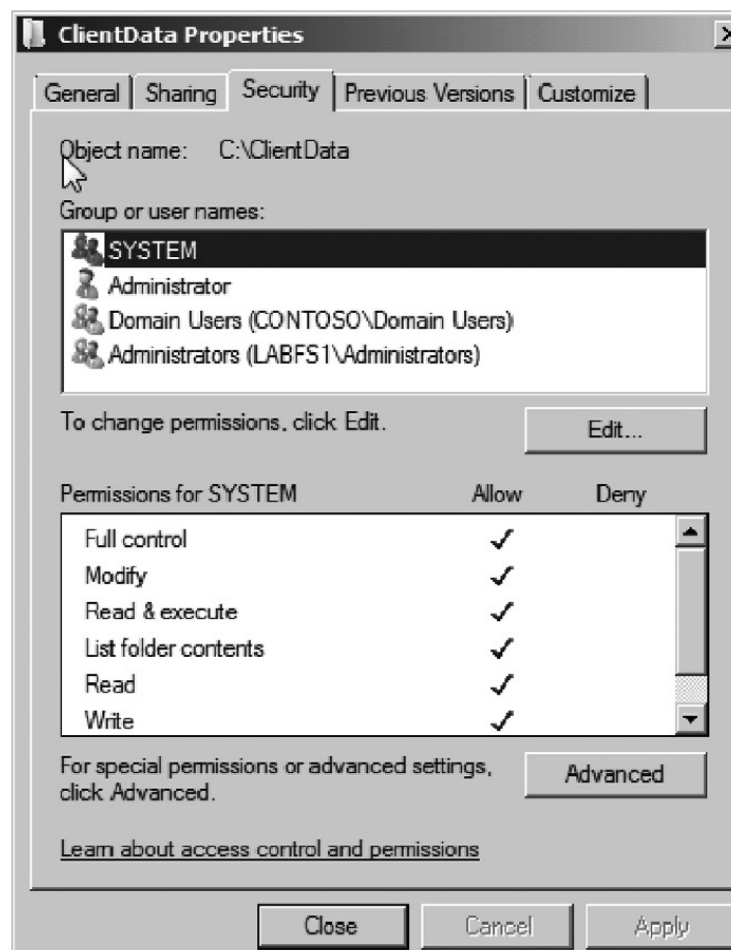 ClientData Properties
General Sharing Security Previous Versions Customize
Object name: C:\ClientData
Group or user names:
SYSTEM
Administrator
Domain Users (CONTOSO\Domain Users)
Administrators (LABFS1\Administrators)
To change permissions, click Edit.
Edit...
Permissions for SYSTEM Allow Deny
Full control
Modify
Read & execute
List folder contents
Read
Write
For special permissions or advanced settings,
click Advanced.
Advanced
Learn about access control and permissions
Close Cancel Apply